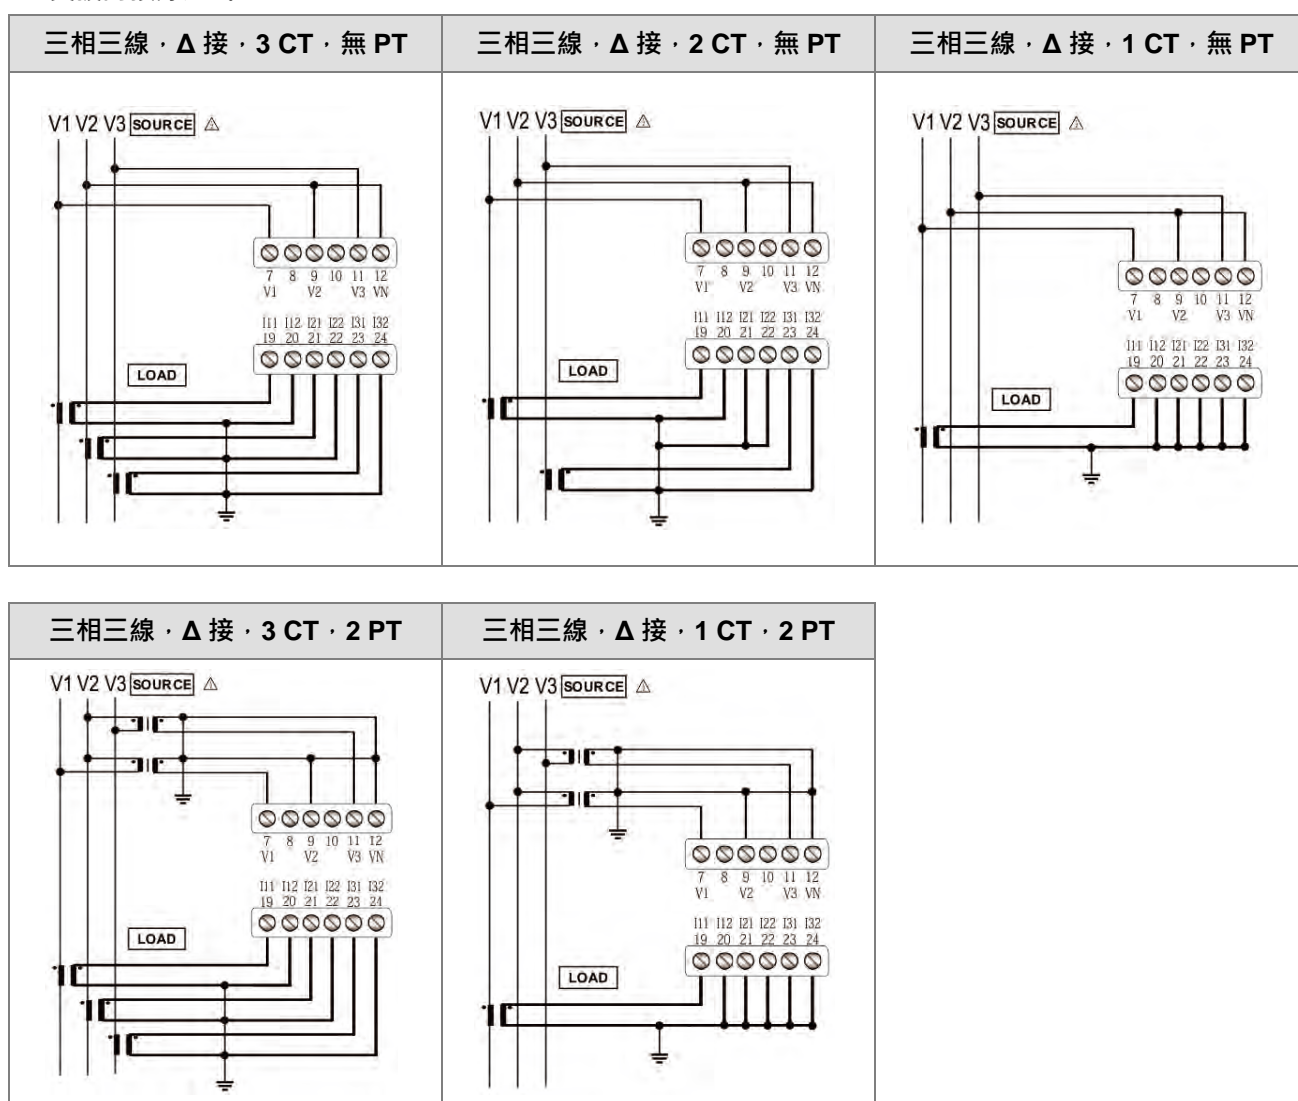 三相三線，Δ 接，3 CT，無 PT
三相三線，Δ 接，2 CT，無 PT
三相三線，Δ 接，1 CT，無 PT
V1 V2 V3 SOURCE
7 8 9 10 11 12
V1 V2 V3 VN
I11 I12 I21 I22 I31 I32
19 20 21 22 23 24
LOAD
V1 V2 V3 SOURCE
7 8 9 10 11 12
V1 V2 V3 VN
I11 I12 I21 I22 I31 I32
19 20 21 22 23 24
LOAD
V1 V2 V3 SOURCE
7 8 9 10 11 12
V1 V2 V3 VN
I11 I12 I21 I22 I31 I32
19 20 21 22 23 24
LOAD
三相三線，Δ 接，3 CT，2 PT
三相三線，Δ 接，1 CT，2 PT
V1 V2 V3 SOURCE
7 8 9 10 11 12
V1 V2 V3 VN
I11 I12 I21 I22 I31 I32
19 20 21 22 23 24
LOAD
V1 V2 V3 SOURCE
7 8 9 10 11 12
V1 V2 V3 VN
I11 I12 I21 I22 I31 I32
19 20 21 22 23 24
LOAD